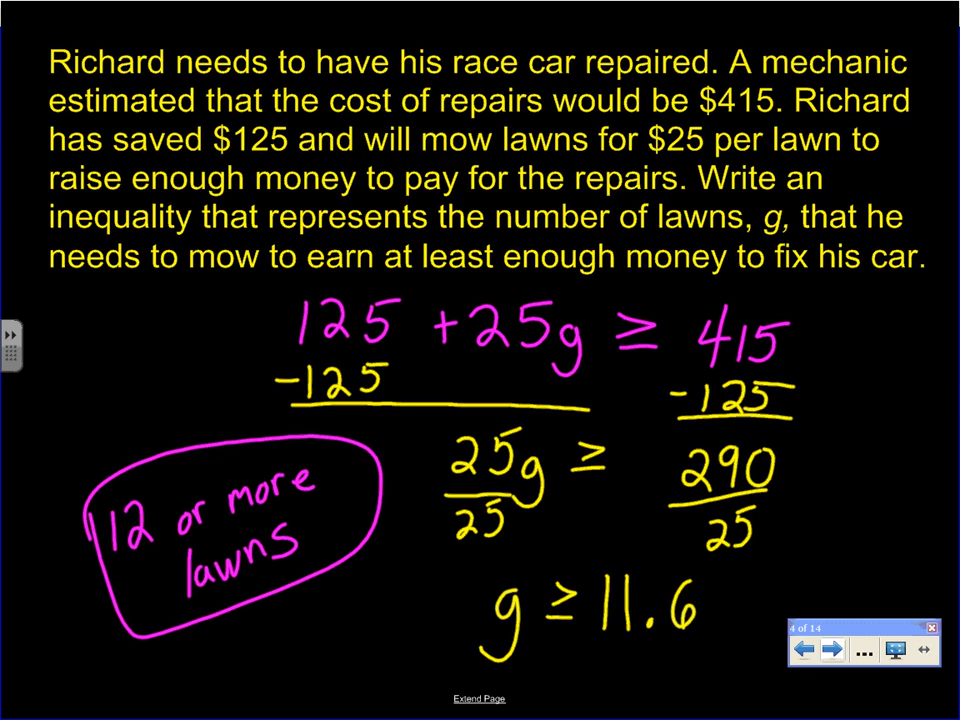 Richard needs to have his race car repaired. A mechanic
estimated that the cost of repairs would be $415. Richard
has saved $125 and will mow lawns for $25 per lawn to
raise enough money to pay for the repairs. Write an
inequality that represents the number of lawns, g, that he
needs to mow to earn at least enough money to fix his car.
125 + 25g ≥ 415
-125 -125
25g ≥ 290
25 25
g ≥ 11.6
12 or more
lawns
4 of 14
...
Extend Page